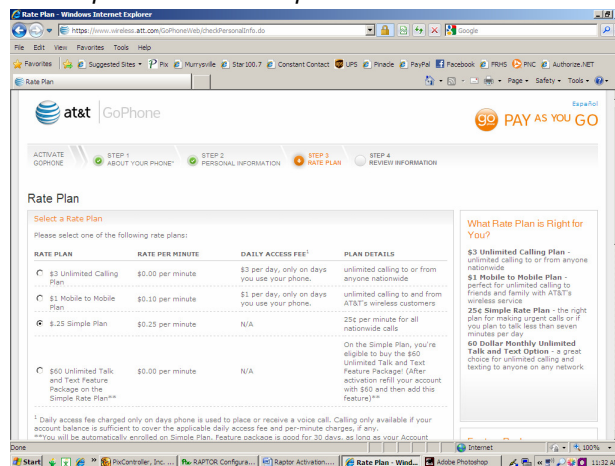 Rate Plan - Windows Internet Explorer
https://www.wireless.att.com/GoPhoneWeb/checkPersonalInfo.do
Google
File Edit View Favorites Tools Help
Favorites Suggested Sites Pix Murrysville Star100.7 Constant Contact UPS Pinacle PayPal Facebook PRHS PNC Authorize.NET
Rate Plan
Page Safety Tools
Español
at&t GoPhone
go PAY AS YOU GO
ACTIVATE GOPHONE
STEP 1
ABOUT YOUR PHONE*
STEP 2
PERSONAL INFORMATION
STEP 3
RATE PLAN
STEP 4
REVIEW INFORMATION
Rate Plan
Select a Rate Plan
Please select one of the following rate plans:
RATE PLAN RATE PER MINUTE DAILY ACCESS FEE1 PLAN DETAILS
$3 Unlimited Calling
Plan
$0.00 per minute
$3 per day, only on days
you use your phone.
unlimited calling to or from
anyone nationwide
$1 Mobile to Mobile
Plan
$0.10 per minute
$1 per day, only on days
you use your phone.
unlimited calling to and from
AT&T's wireless customers
$.25 Simple Plan
$0.25 per minute
N/A
25¢ per minute for all
nationwide calls
$60 Unlimited Talk
and Text Feature
Package on the
Simple Rate Plan**
$0.00 per minute
N/A
On the Simple Plan, you're
eligible to buy the $60
Unlimited Talk and Text
Feature Package! (After
activation refill your account
with $60 and then add this
feature)**
1 Daily access fee charged only on days phone is used to place or receive a voice call. Calling only available if your
account balance is sufficient to cover the applicable daily access fee and per-minute charges, if any.
**You will be automatically enrolled on Simple Plan. Feature package is good for 30 days, as long as your Account
What Rate Plan is Right for
You?
$3 Unlimited Calling Plan -
unlimited calling to or from anyone
nationwide
$1 Mobile to Mobile Plan -
perfect for unlimited calling to
friends and family with AT&T's
wireless service
25¢ Simple Rate Plan - the right
plan for making urgent calls or if
you plan to talk less than seven
minutes per day
60 Dollar Monthly Unlimited
Talk and Text Option - a great
choice for unlimited calling and
texting to anyone on any network
Done
Internet
100%
Start
PixController, Inc. ...
RAPTOR Configura...
Raptor Activation....
Rate Plan - Wind...
Adobe Photoshop